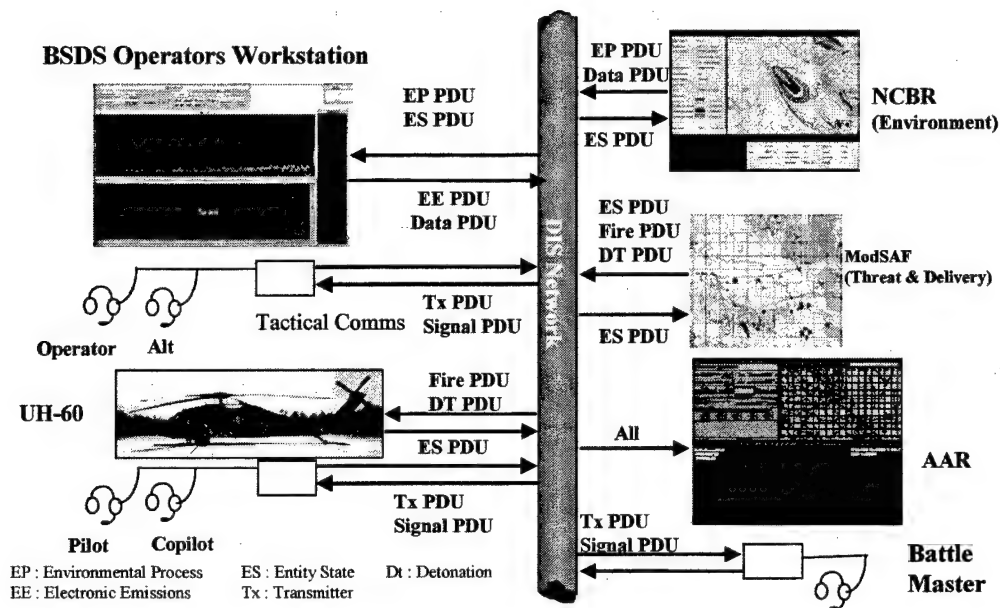 BSDS Operators Workstation
EP PDU
ES PDU
EE PDU
Data PDU
Operator
Alt
Tactical Comms
Tx PDU
Signal PDU
UH-60
Fire PDU
DT PDU
ES PDU
Pilot
Copilot
Tx PDU
Signal PDU
DIS Network
EP PDU
Data PDU
ES PDU
NCBR
(Environment)
ES PDU
Fire PDU
DT PDU
ES PDU
ModSAF
(Threat & Delivery)
All
AAR
Tx PDU
Signal PDU
Battle
Master
EP : Environmental Process
ES : Entity State
Dt : Detonation
EE : Electronic Emissions
Tx : Transmitter